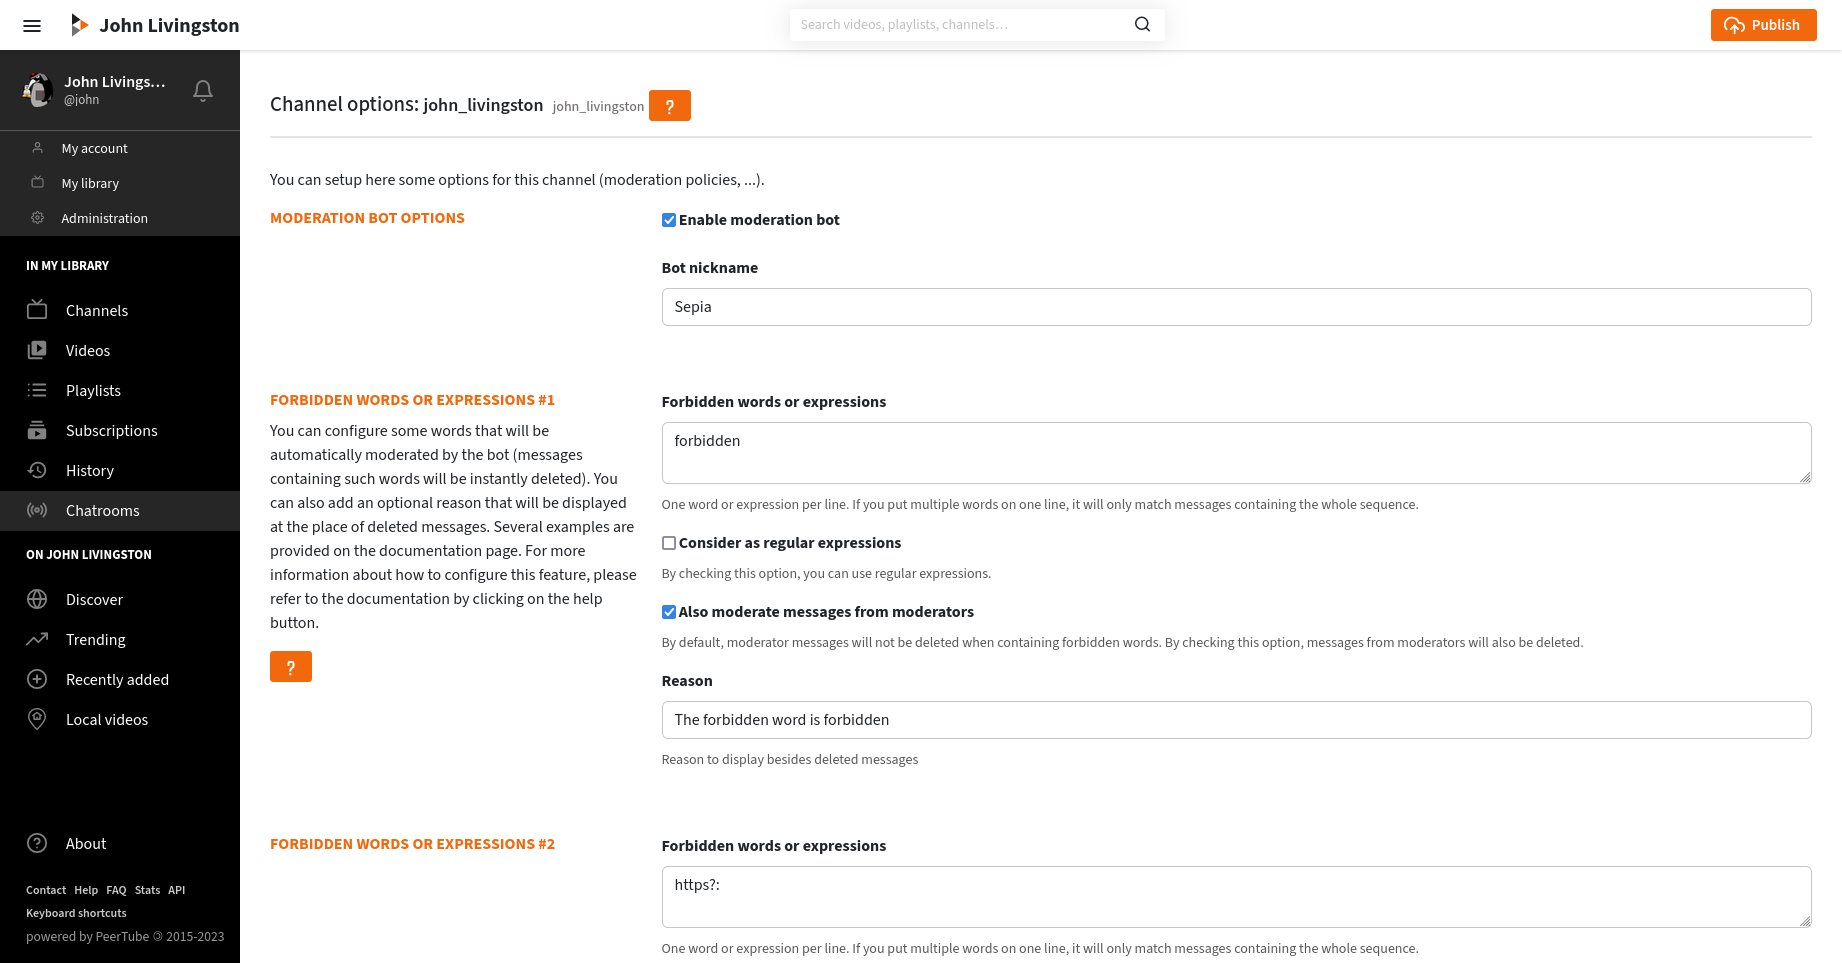 John Livingston
Search videos, playlists, channels…
Publish
John Livings...
@john
My account
My library
Administration
IN MY LIBRARY
Channels
Videos
Playlists
Subscriptions
History
Chatrooms
ON JOHN LIVINGSTON
Discover
Trending
Recently added
Local videos
About
Contact Help FAQ Stats API
Keyboard shortcuts
powered by PeerTube © 2015-2023
Channel options: john_livingston john_livingston ?
You can setup here some options for this channel (moderation policies, ...).
MODERATION BOT OPTIONS
Enable moderation bot
Bot nickname
Sepia
FORBIDDEN WORDS OR EXPRESSIONS #1
You can configure some words that will be
automatically moderated by the bot (messages
containing such words will be instantly deleted). You
can also add an optional reason that will be displayed
at the place of deleted messages. Several examples are
provided on the documentation page. For more
information about how to configure this feature, please
refer to the documentation by clicking on the help
button.
?
Forbidden words or expressions
forbidden
One word or expression per line. If you put multiple words on one line, it will only match messages containing the whole sequence.
Consider as regular expressions
By checking this option, you can use regular expressions.
Also moderate messages from moderators
By default, moderator messages will not be deleted when containing forbidden words. By checking this option, messages from moderators will also be deleted.
Reason
The forbidden word is forbidden
Reason to display besides deleted messages
FORBIDDEN WORDS OR EXPRESSIONS #2
Forbidden words or expressions
https?:
One word or expression per line. If you put multiple words on one line, it will only match messages containing the whole sequence.